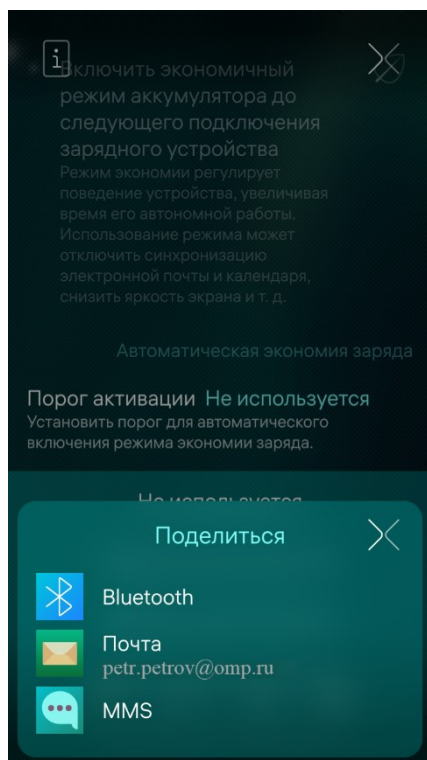 Включить экономичный
режим аккумулятора до
следующего подключения
зарядного устройства
Режим экономии регулирует
поведение устройства, увеличивая
время его автономной работы.
Использование режима может
отключить синхронизацию
электронной почты и календаря,
снизить яркость экрана и т. д.
Автоматическая экономия заряда
Порог активации Не используется
Установить порог для автоматического
включения режима экономии заряда.
Не используется
Поделиться
Bluetooth
Почта
petr.petrov@omp.ru
MMS